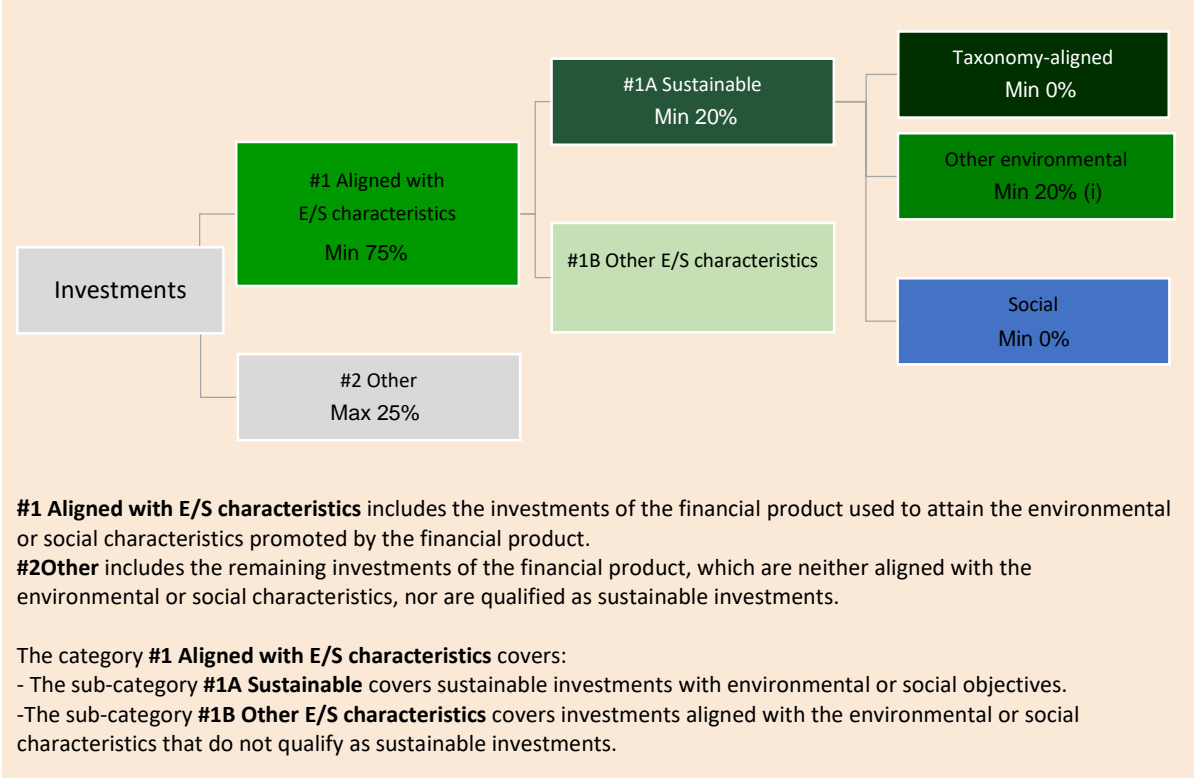 Investments
#1 Aligned with
E/S characteristics
Min 75%
#2 Other
Max 25%
#1A Sustainable
Min 20%
#1B Other E/S characteristics
Taxonomy-aligned
Min 0%
Other environmental
Min 20% (i)
Social
Min 0%
#1 Aligned with E/S characteristics includes the investments of the financial product used to attain the environmental
or social characteristics promoted by the financial product.
#2Other includes the remaining investments of the financial product, which are neither aligned with the
environmental or social characteristics, nor are qualified as sustainable investments.
The category #1 Aligned with E/S characteristics covers:
- The sub-category #1A Sustainable covers sustainable investments with environmental or social objectives.
-The sub-category #1B Other E/S characteristics covers investments aligned with the environmental or social
characteristics that do not qualify as sustainable investments.